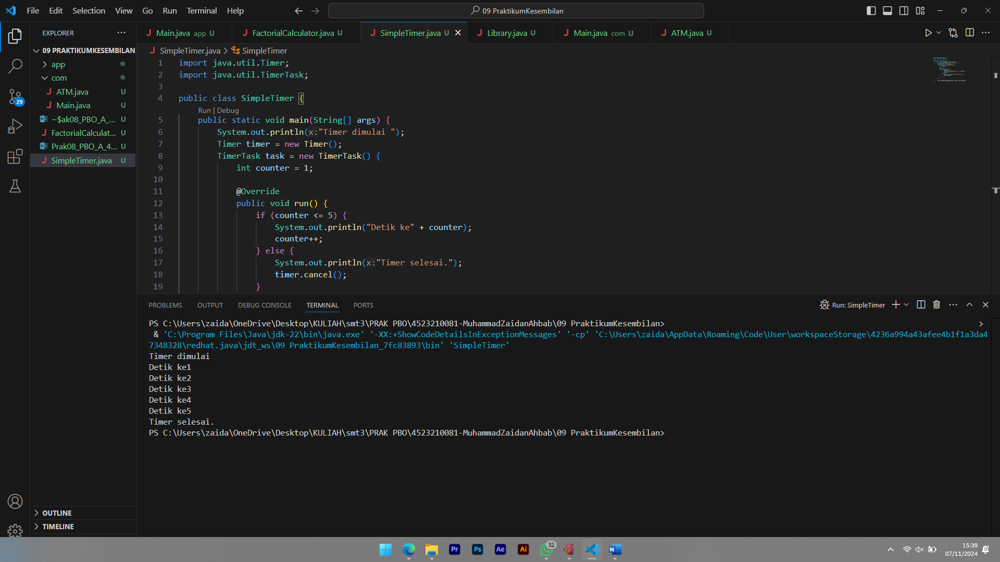 File Edit Selection View Go Run Terminal Help
09 PraktikumKesembilan
EXPLORER
09 PRAKTIKUMKESEMBILAN
app
com
ATM.java U
Main.java U
~$ak08_PBO_A_... U
FactorialCalculat... U
Prak08_PBO_A_4... U
SimpleTimer.java U
29
OUTLINE
TIMELINE
Main.java app U
FactorialCalculator.java U
SimpleTimer.java U
Library.java U
Main.java com U
ATM.java U
SimpleTimer.java > SimpleTimer
1 import java.util.Timer;
2 import java.util.TimerTask;
3
4 public class SimpleTimer {
Run | Debug
5 public static void main(String[] args) {
6 System.out.println(x:"Timer dimulai ");
7 Timer timer = new Timer();
8 TimerTask task = new TimerTask() {
9 int counter = 1;
10
11 @Override
12 public void run() {
13 if (counter <= 5) {
14 System.out.println("Detik ke" + counter);
15 counter++;
16 } else {
17 System.out.println(x:"Timer selesai.");
18 timer.cancel();
19 }
PROBLEMS OUTPUT DEBUG CONSOLE TERMINAL PORTS
Run: SimpleTimer
PS C:\Users\zaida\OneDrive\Desktop\KULIAH\smt3\PRAK PBO\4523210081-MuhammadZaidanAhbab\09 PraktikumKesembilan>
& 'C:\Program Files\Java\jdk-22\bin\java.exe' '-XX:+ShowCodeDetailsInExceptionMessages' '-cp' 'C:\Users\zaida\AppData\Roaming\Code\User\workspaceStorage\4236a994a43afee4b1f1a3da4
7348328\redhat.java\jdt_ws\09 PraktikumKesembilan_7fc83893\bin' 'SimpleTimer'
Timer dimulai
Detik ke1
Detik ke2
Detik ke3
Detik ke4
Detik ke5
Timer selesai.
PS C:\Users\zaida\OneDrive\Desktop\KULIAH\smt3\PRAK PBO\4523210081-MuhammadZaidanAhbab\09 PraktikumKesembilan>
Pr
Ps
Ae
Ai
32
15:39
07/11/2024